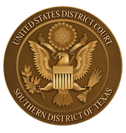 UNITED STATES DISTRICT COURT
SOUTHERN DISTRICT OF TEXAS